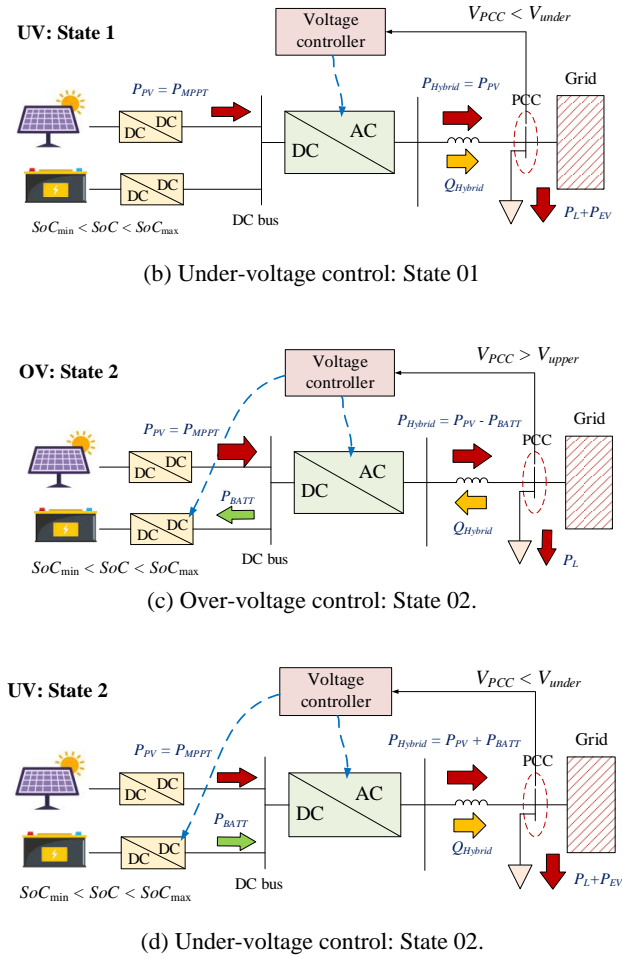 UV: State 1
Voltage
controller
V_PCC < V_under
P_PV = P_MPPT
P_Hybrid = P_PV
Grid
PCC
DC
DC
DC
AC
DC
DC
Q_Hybrid
SoC_min < SoC < SoC_max
DC bus
P_L+P_EV
(b) Under-voltage control: State 01
OV: State 2
Voltage
controller
V_PCC > V_upper
P_PV = P_MPPT
P_Hybrid = P_PV - P_BATT
Grid
PCC
DC
DC
DC
AC
P_BATT
DC
DC
Q_Hybrid
SoC_min < SoC < SoC_max
DC bus
P_L
(c) Over-voltage control: State 02.
UV: State 2
Voltage
controller
V_PCC < V_under
P_PV = P_MPPT
P_Hybrid = P_PV + P_BATT
Grid
PCC
DC
DC
DC
AC
P_BATT
DC
DC
Q_Hybrid
SoC_min < SoC < SoC_max
DC bus
P_L+P_EV
(d) Under-voltage control: State 02.